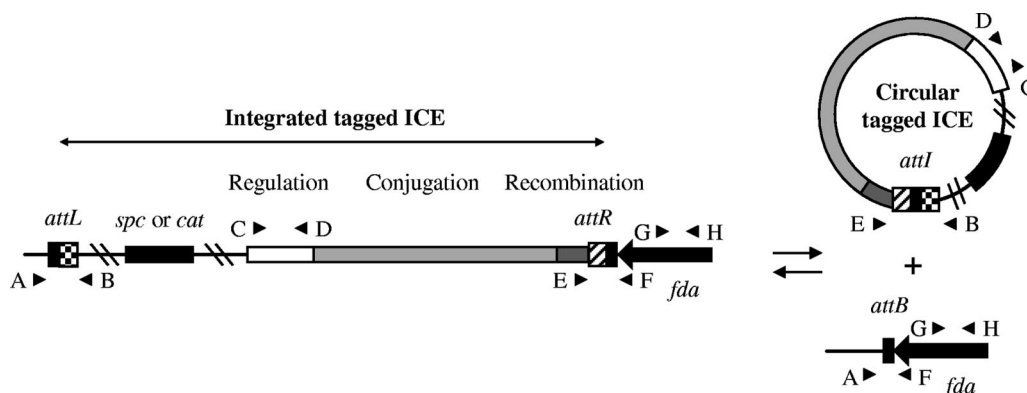 D
C
Circular
tagged ICE
attI
E B
Integrated tagged ICE
Regulation Conjugation Recombination
attL spc or cat attR
C D G H
A B E F
fda
+
attB
G H
A F
fda